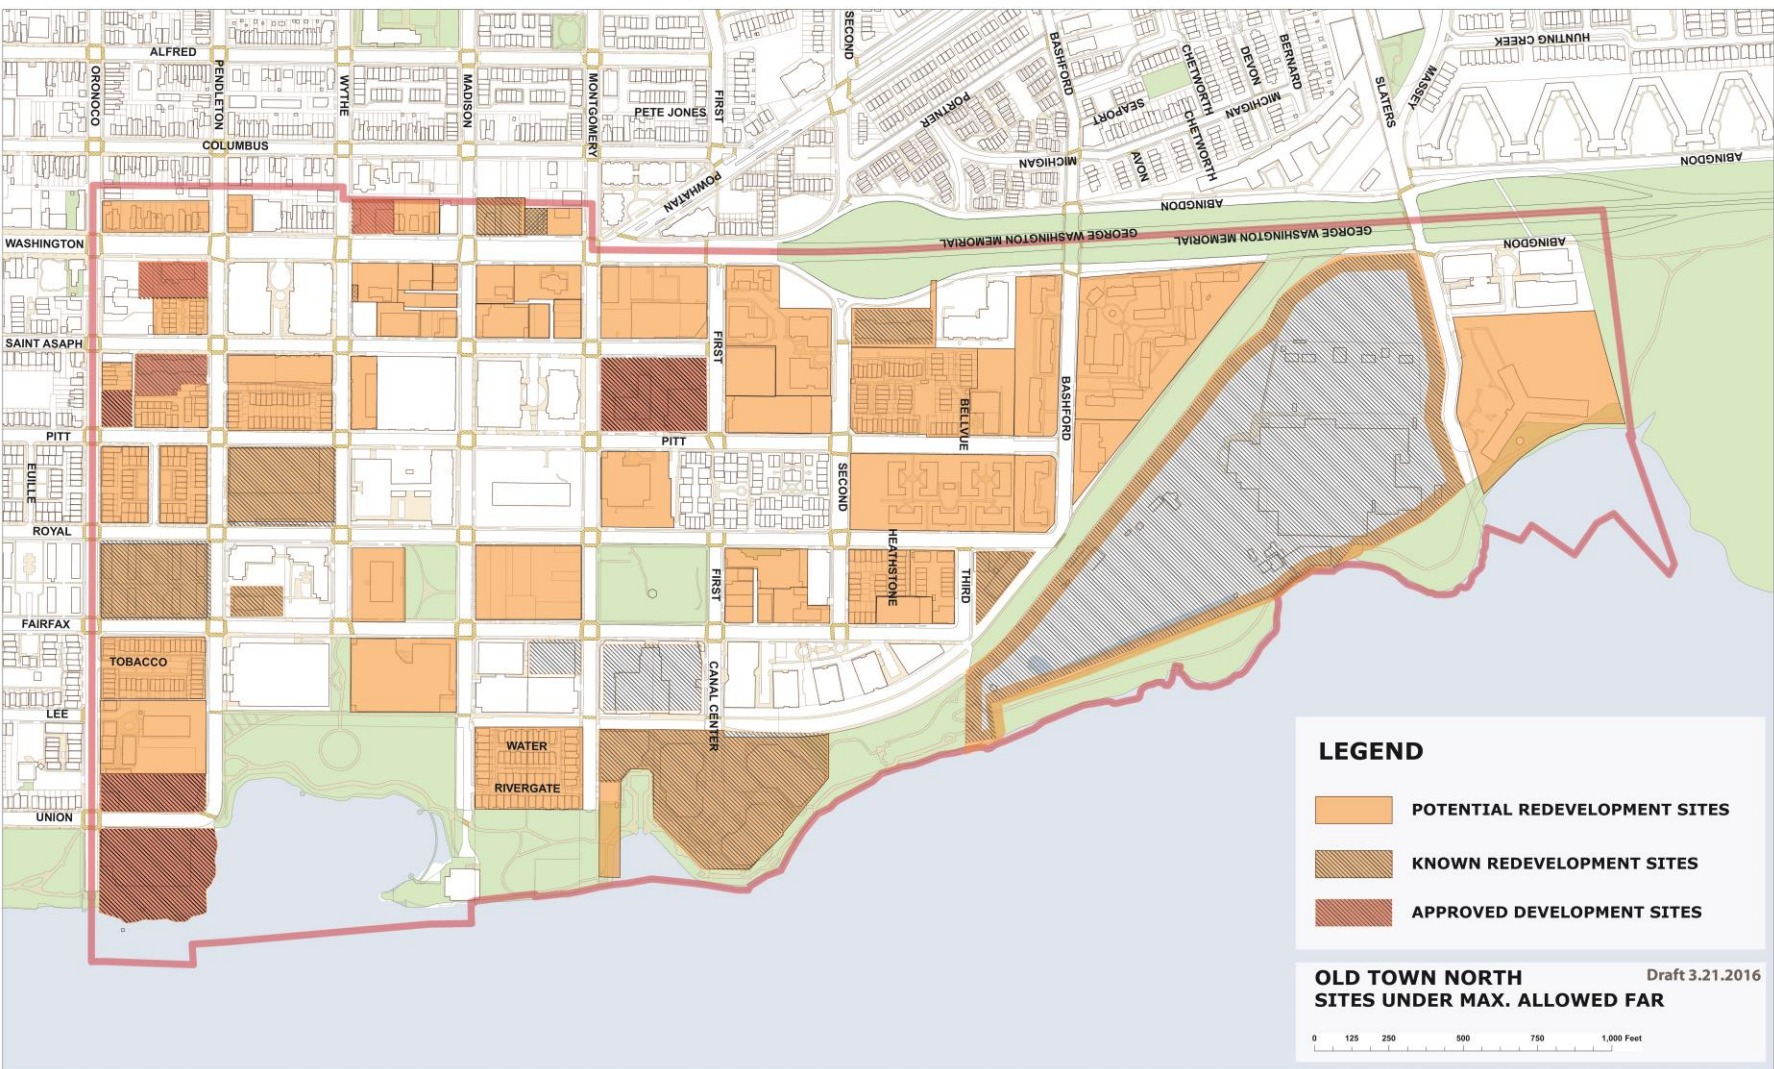 ALFRED
ORONOCO
PENDLETON
WYTHE
MADISON
MONTGOMERY
PETE JONES
FIRST
SECOND
PORTNER
BASHFORD
SEAPORT
CHETWORTH
DEVON
BERNARD
MICHIGAN
CHETWORTH
SLATERS
MASSEY
HUNTING CREEK
COLUMBUS
POWHATAN
MICHIGAN
AVON
ABINGDON
ABINGDON
WASHINGTON
GEORGE WASHINGTON MEMORIAL
GEORGE WASHINGTON MEMORIAL
ABINGDON
SAINT ASAPH
FIRST
BELLVUE
BASHFORD
PITT
PITT
EUILLE
SECOND
ROYAL
HEATHSTONE
FIRST
THIRD
FAIRFAX
TOBACCO
CANAL CENTER
LEE
WATER
RIVERGATE
UNION
LEGEND
POTENTIAL REDEVELOPMENT SITES
KNOWN REDEVELOPMENT SITES
APPROVED DEVELOPMENT SITES
OLD TOWN NORTH
Draft 3.21.2016
SITES UNDER MAX. ALLOWED FAR
0 125 250 500 750 1,000 Feet